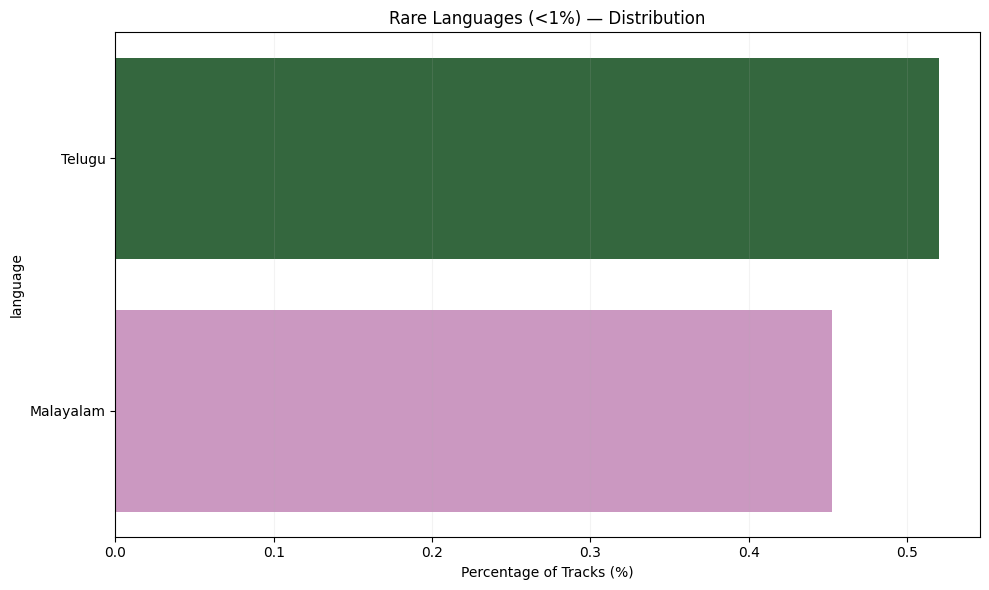 Rare Languages (<1%) — Distribution
Telugu
language
Malayalam
0.0 0.1 0.2 0.3 0.4 0.5
Percentage of Tracks (%)